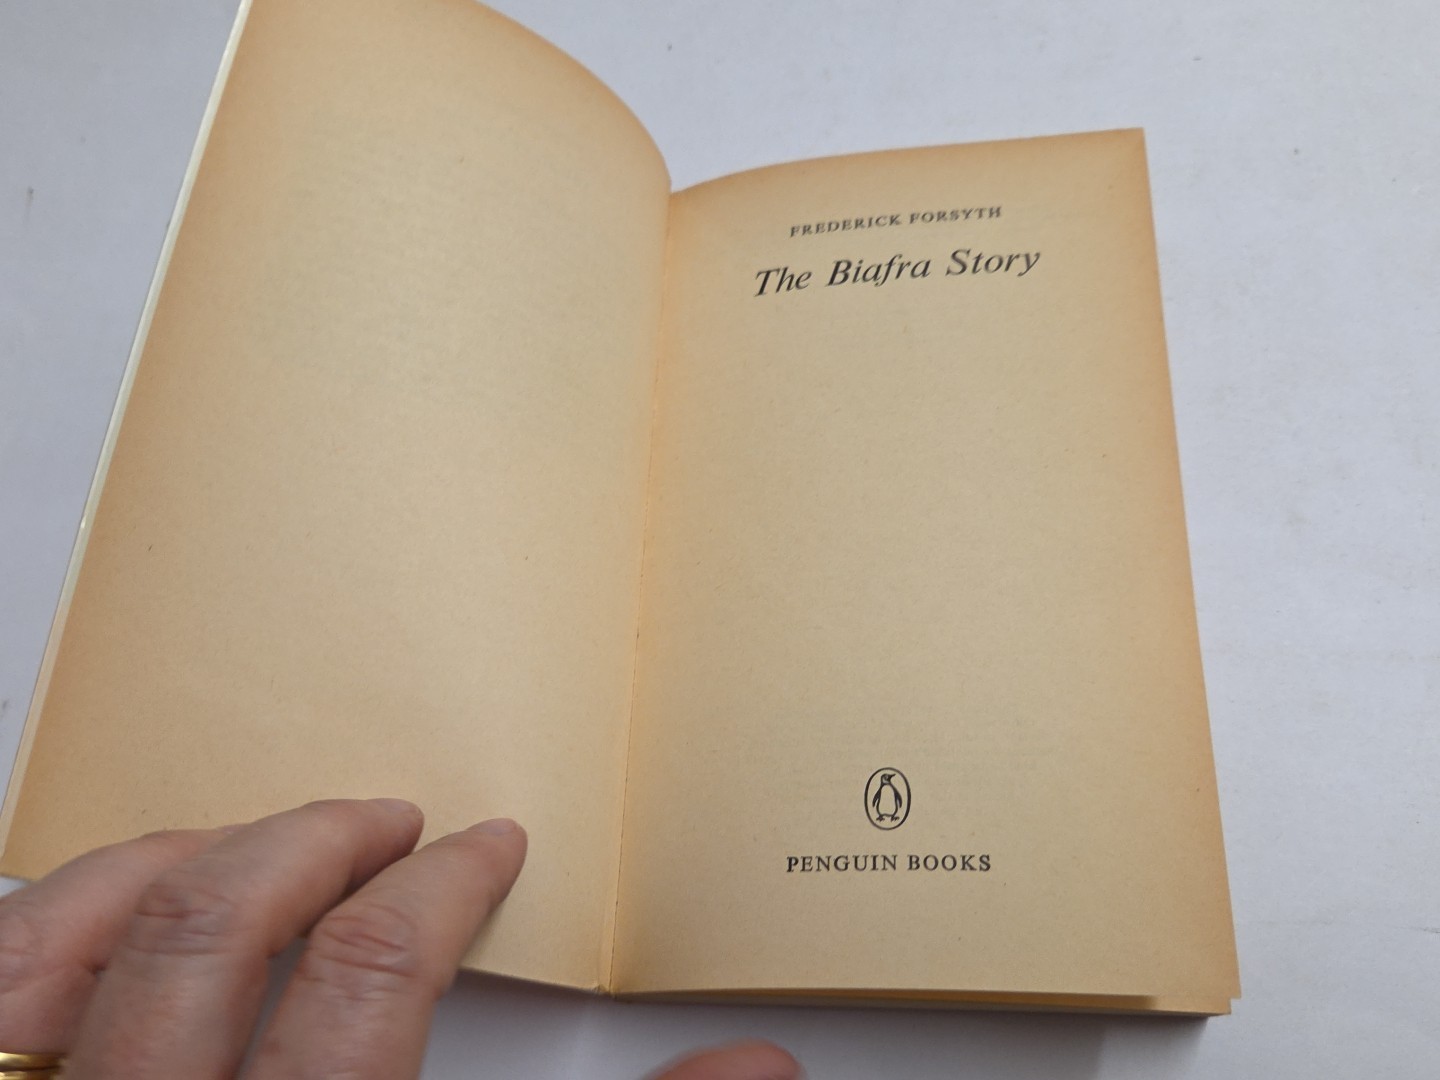 FREDERICK FORSYTH
The Biafra Story
PENGUIN BOOKS